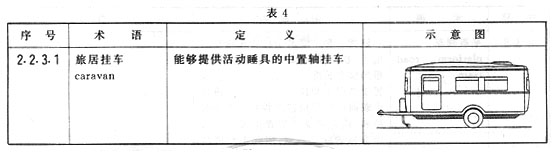 表 4
序 号 术 语 定 义 示 意 图
2.2.3.1 旅居挂车 能够提供活动睡具的中置轴挂车
caravan